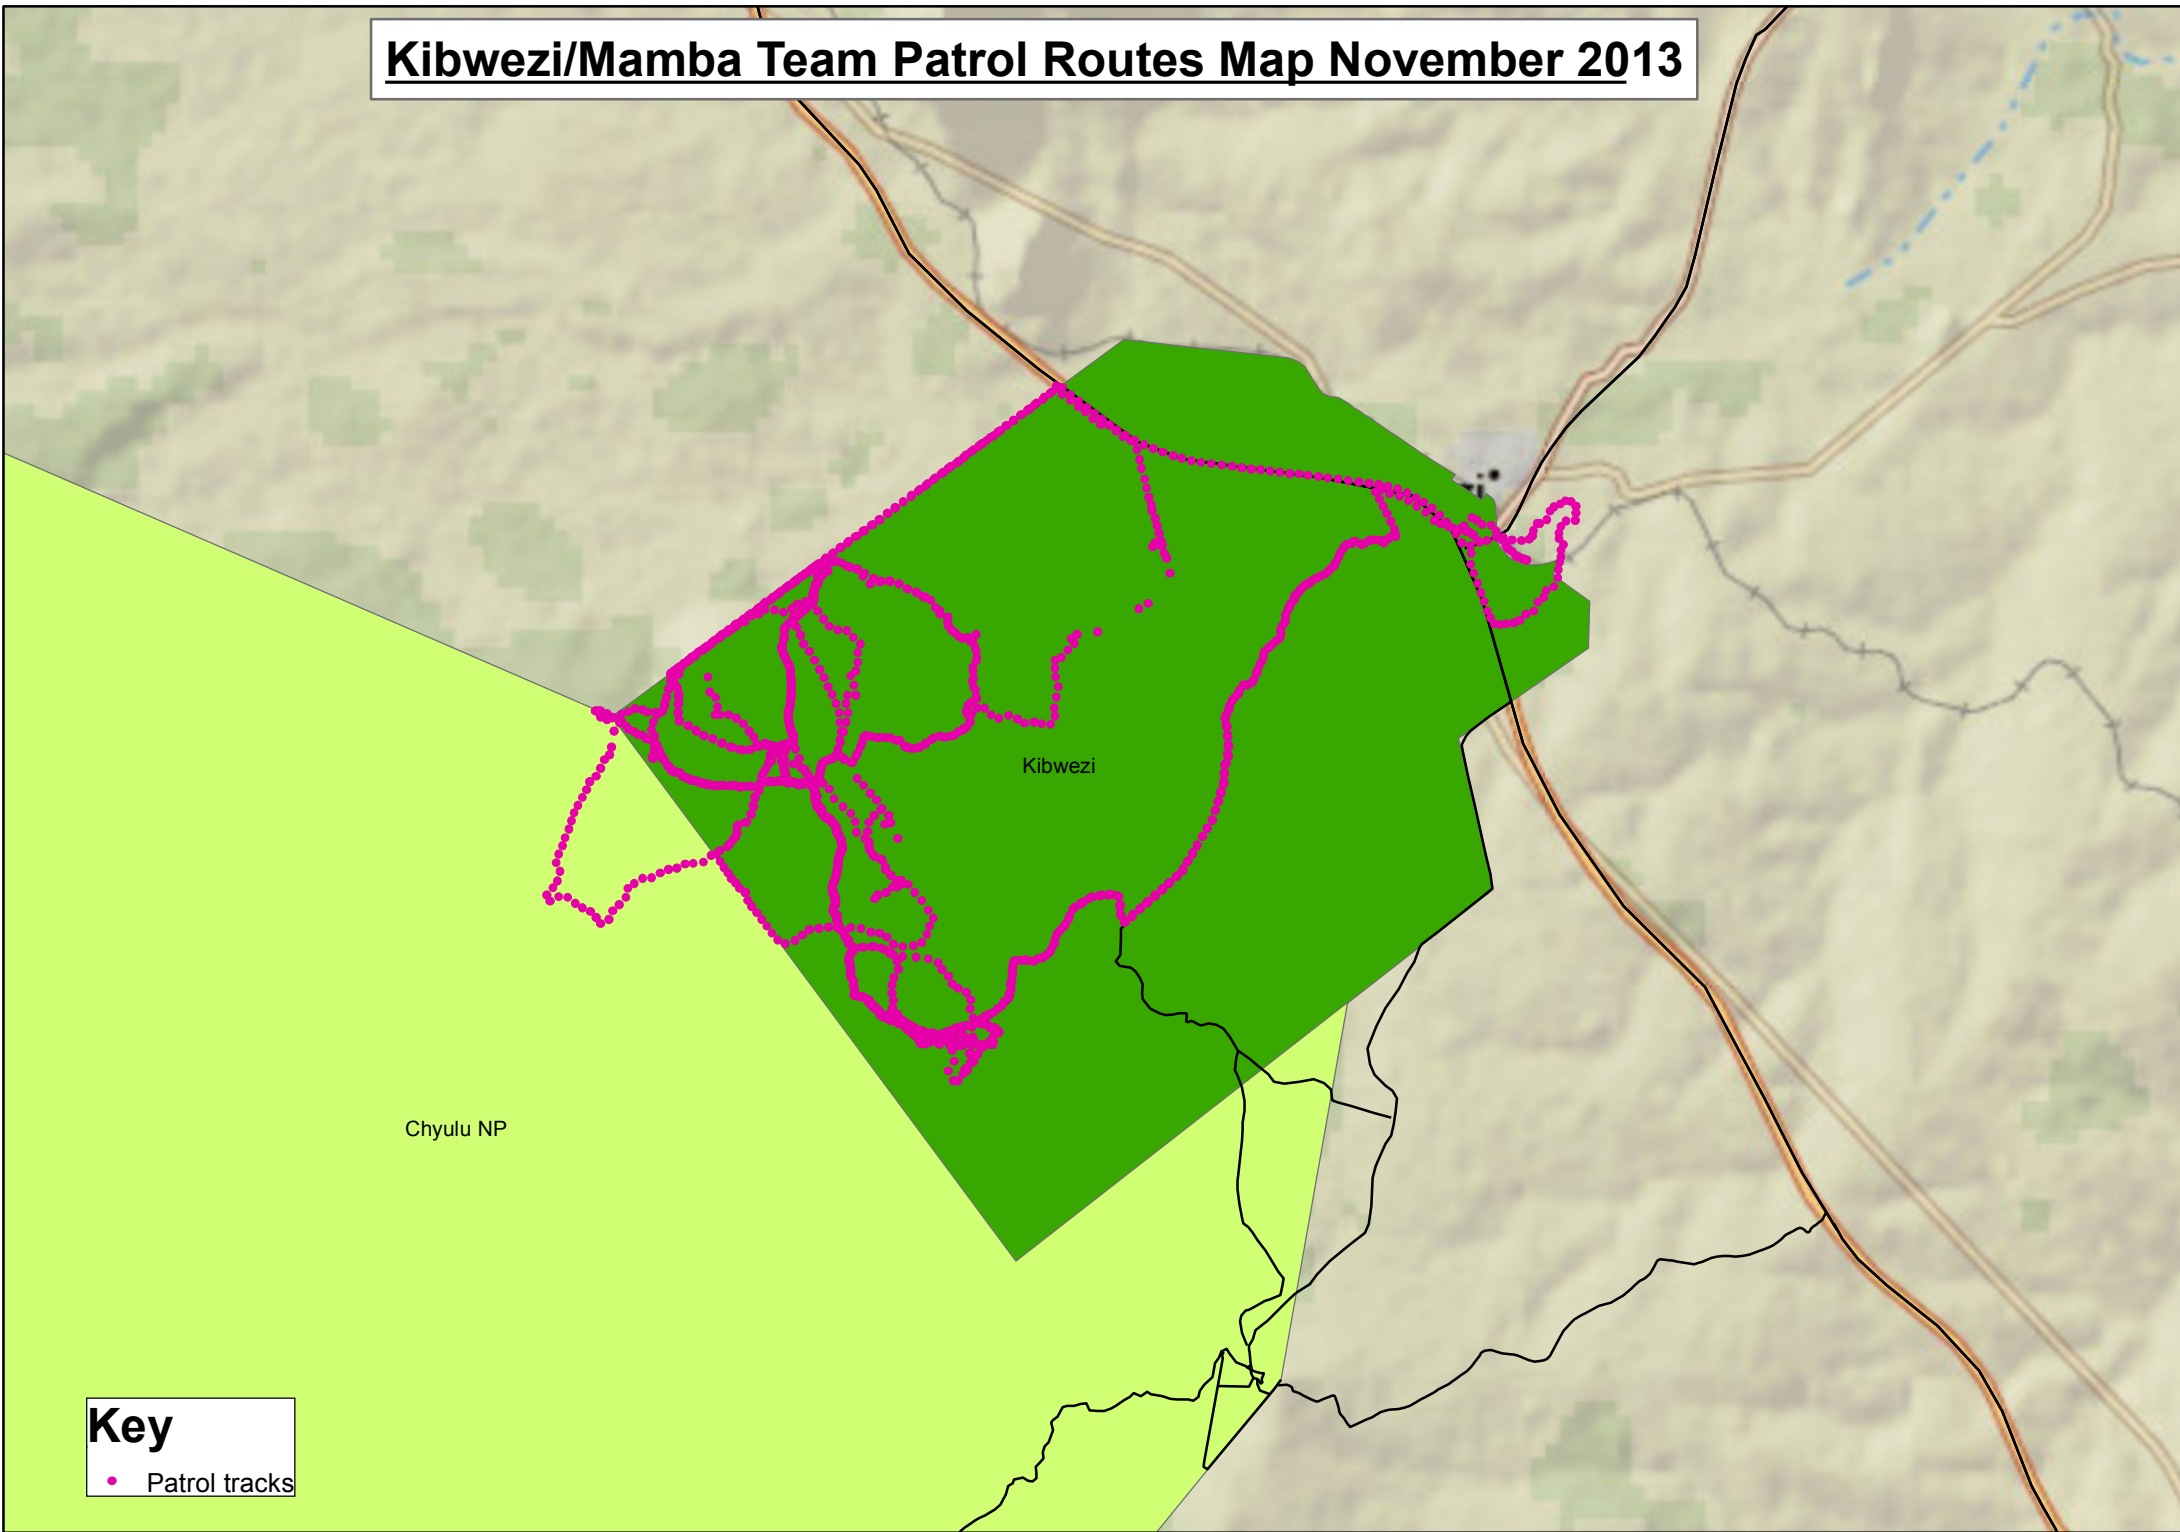 Kibwezi/Mamba Team Patrol Routes Map November 2013
Kibwezi
Chyulu NP
Key
Patrol tracks